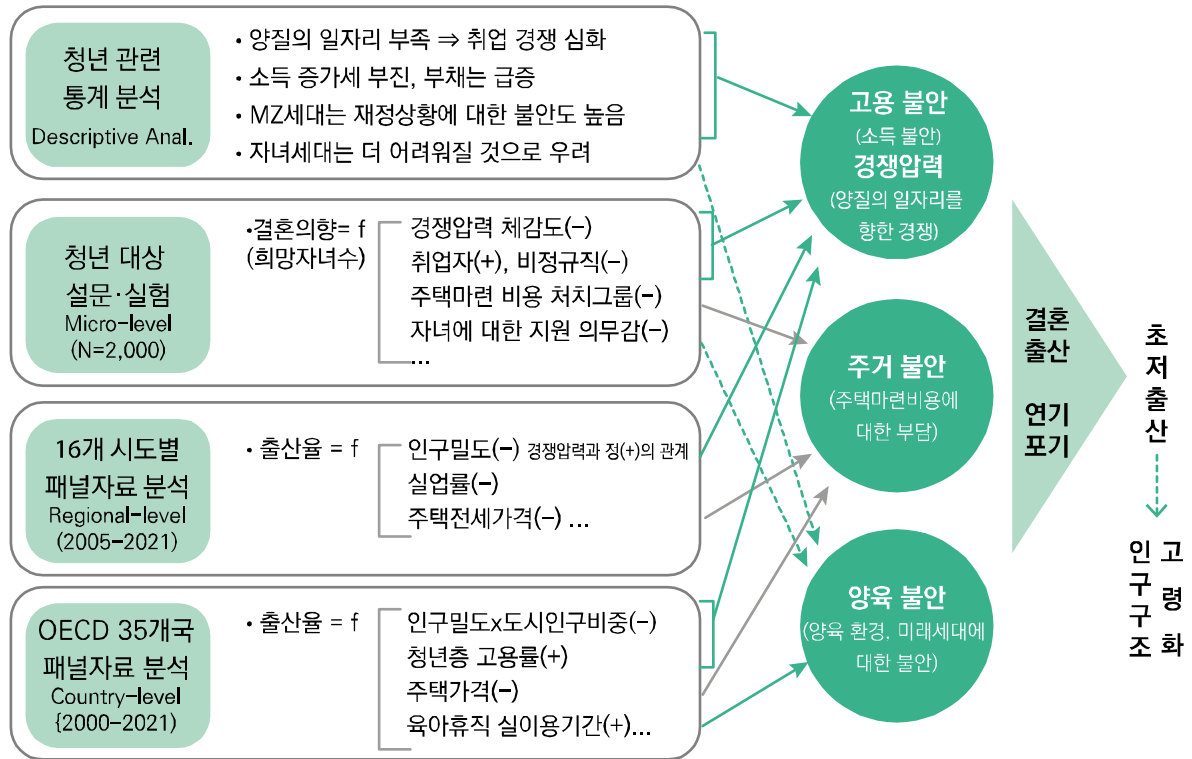 청년 관련
통계 분석
Descriptive Anal.
• 양질의 일자리 부족 ⇒ 취업 경쟁 심화
• 소득 증가세 부진, 부채는 급증
• MZ세대는 재정상황에 대한 불안도 높음
• 자녀세대는 더 어려워질 것으로 우려
청년 대상
설문·실험
Micro-level
(N=2,000)
•결혼의향= f
(희망자녀수)
경쟁압력 체감도(-)
취업자(+), 비정규직(-)
주택마련 비용 처치그룹(-)
자녀에 대한 지원 의무감(-)
...
16개 시도별
패널자료 분석
Regional-level
(2005-2021)
• 출산율 = f
인구밀도(-) 경쟁압력과 정(+)의 관계
실업률(-)
주택전세가격(-) ...
OECD 35개국
패널자료 분석
Country-level
{2000-2021)
• 출산율 = f
인구밀도x도시인구비중(-)
청년층 고용률(+)
주택가격(-)
육아휴직 실이용기간(+)...
고용 불안
(소득 불안)
경쟁압력
(양질의 일자리를
향한 경쟁)
주거 불안
(주택마련비용에
대한 부담)
양육 불안
(양육 환경, 미래세대에
대한 불안)
결혼
출산
연기
포기
초저출산
인구구조
고령화